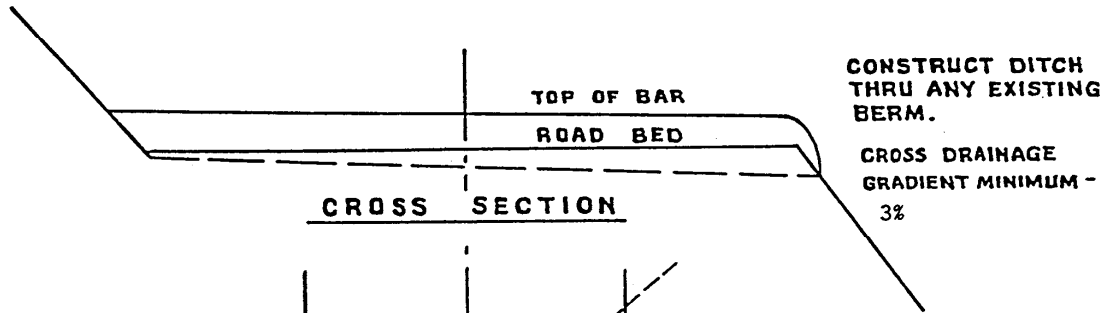 CONSTRUCT DITCH
THRU ANY EXISTING
BERM.
TOP OF BAR
ROAD BED
CROSS DRAINAGE
GRADIENT MINIMUM -
3%
CROSS SECTION